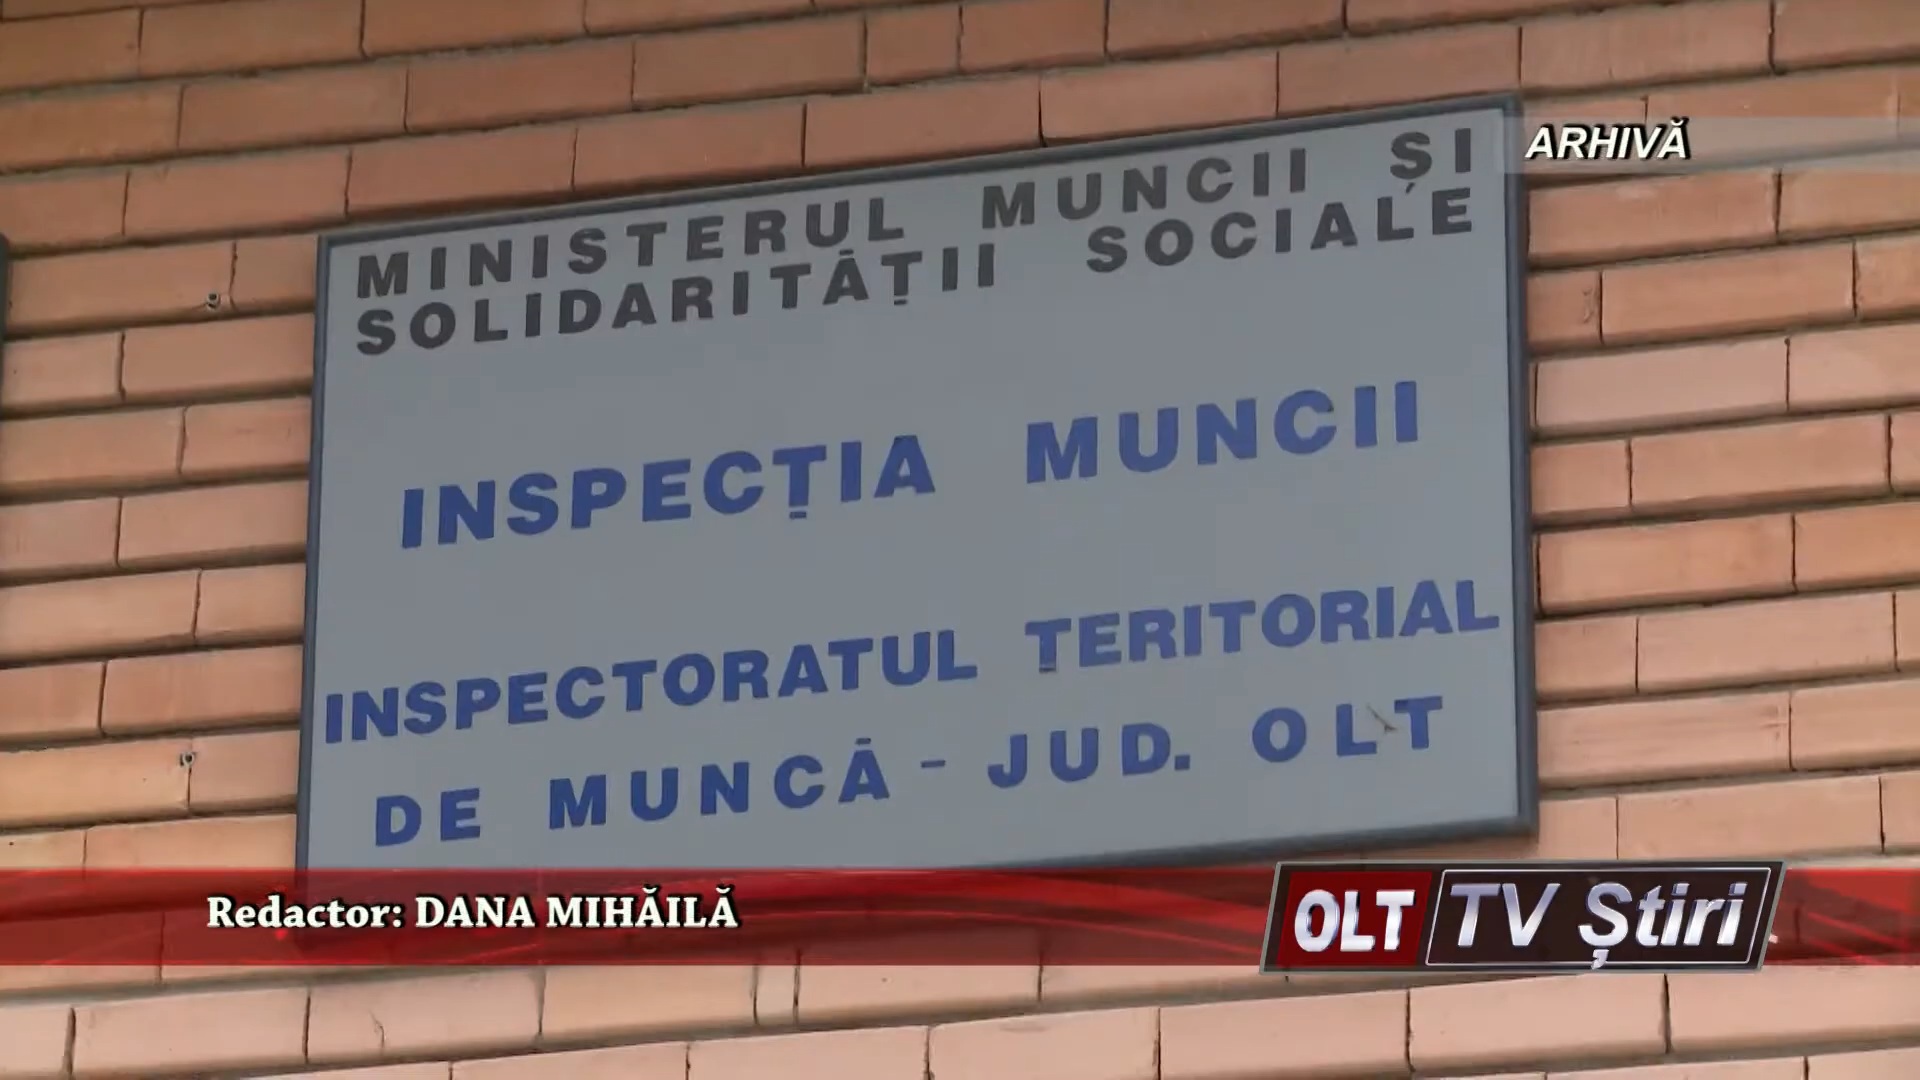 ARHIVĂ
MINISTERUL MUNCII ȘI
SOLIDARITĂȚII SOCIALE
INSPECȚIA MUNCII
INSPECTORATUL TERITORIAL
DE MUNCĂ - JUD. OLT
Redactor: DANA MIHĂILĂ
OLT TV Știri